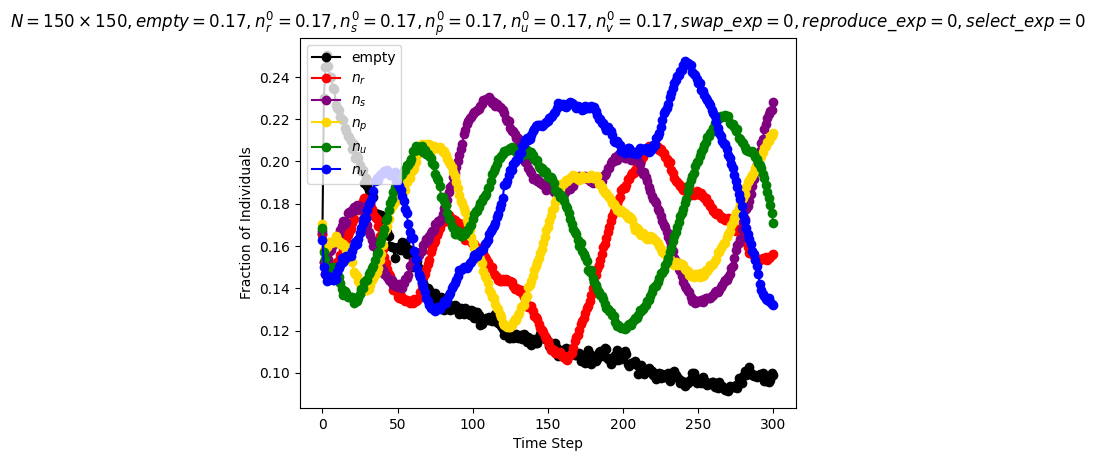 N = 150 × 150, empty = 0.17, n_r^0 = 0.17, n_s^0 = 0.17, n_p^0 = 0.17, n_u^0 = 0.17, n_v^0 = 0.17, swap_exp = 0, reproduce_exp = 0, select_exp = 0
empty
n_r
n_s
n_p
n_u
n_v
Fraction of Individuals
0.24
0.22
0.20
0.18
0.16
0.14
0.12
0.10
0 50 100 150 200 250 300
Time Step